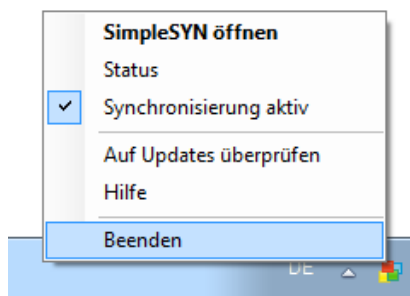 SimpleSYN öffnen
Status
Synchronisierung aktiv
Auf Updates überprüfen
Hilfe
Beenden
DE